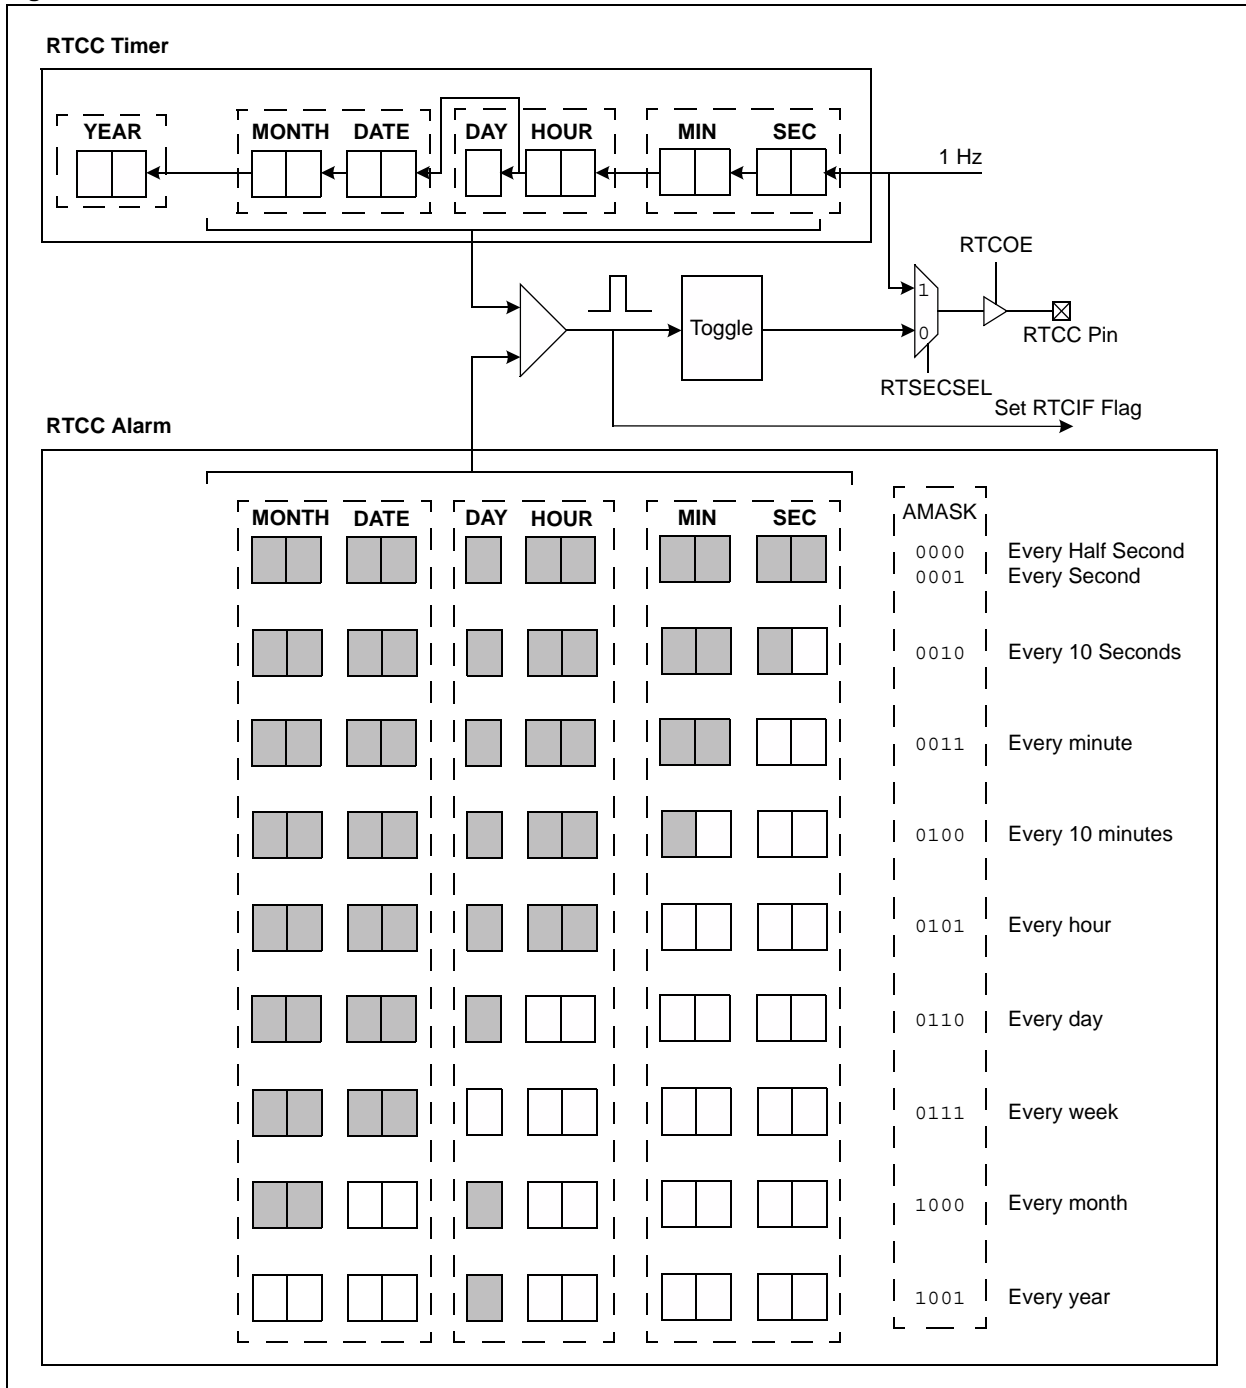 RTCC Timer
YEAR MONTH DATE DAY HOUR MIN SEC
1 Hz
RTCOE
1
0
Toggle
RTCC Pin
RTSECSEL
Set RTCIF Flag
RTCC Alarm
MONTH DATE DAY HOUR MIN SEC AMASK
0000 Every Half Second
0001 Every Second
0010 Every 10 Seconds
0011 Every minute
0100 Every 10 minutes
0101 Every hour
0110 Every day
0111 Every week
1000 Every month
1001 Every year